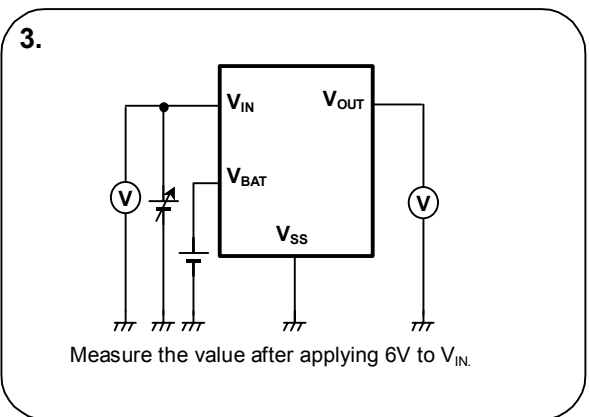 3.
VIN VOUT
VBAT
V V
VSS
Measure the value after applying 6V to VIN.